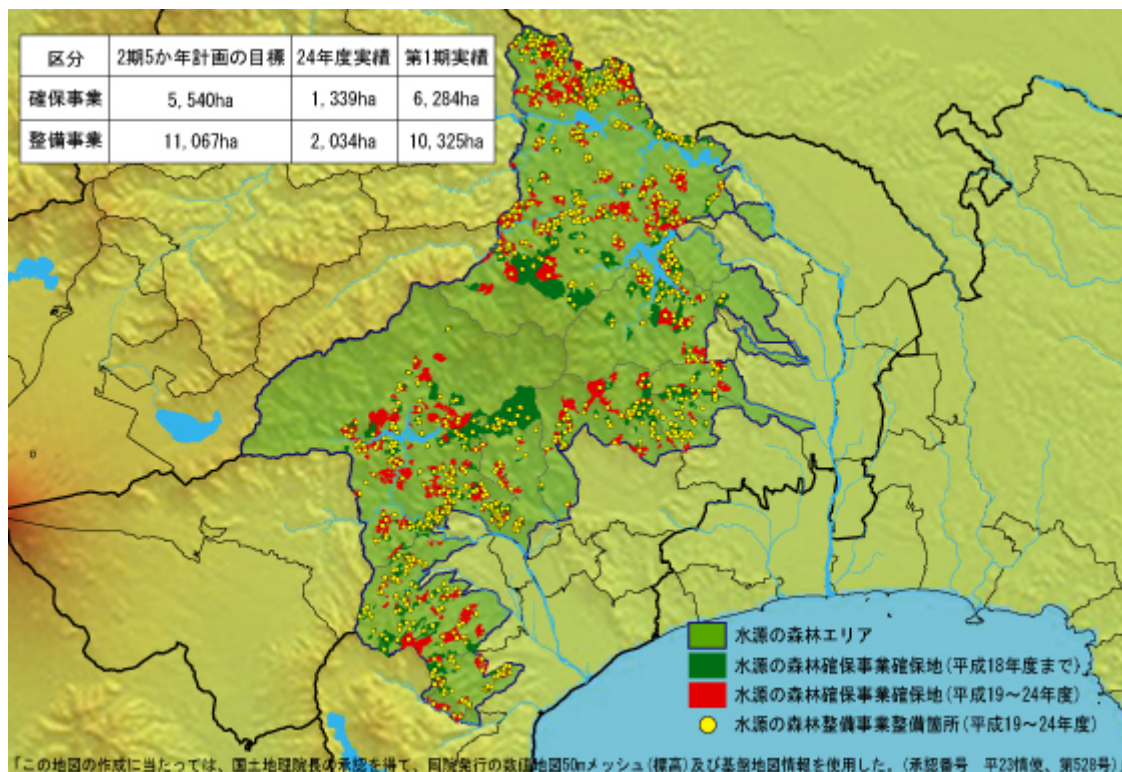 区分 2期5か年計画の目標 24年度実績 第1期実績
確保事業 5,540ha 1,339ha 6,284ha
整備事業 11,067ha 2,034ha 10,325ha
水源の森林エリア
水源の森林確保事業確保地(平成18年度まで)
水源の森林確保事業確保地(平成19～24年度)
水源の森林整備事業整備箇所(平成19～24年度)
「この地図の作成に当たっては、国土地理院長の承認を得て、同院発行の数値地図50mメッシュ(標高)及び基盤地図情報を使用した。(承認番号 平23情使、第528号)」